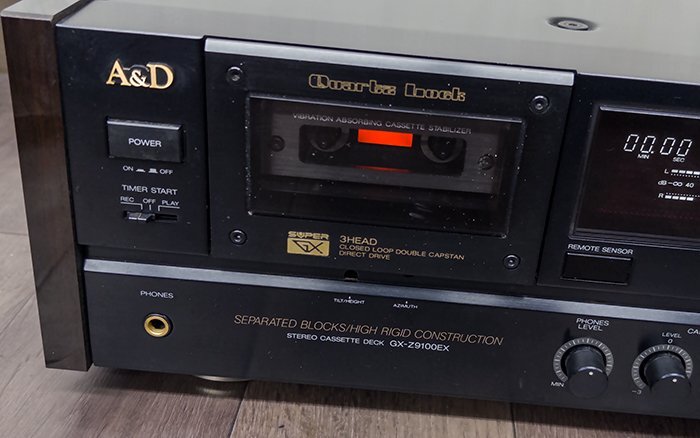 A&D
Quartz Lock
VIBRATION ABSORBING CASSETTE STABILIZER
POWER
ON OFF
TIMER START
REC OFF PLAY
SUPER GX
3HEAD
CLOSED LOOP DOUBLE CAPSTAN
DIRECT DRIVE
00.00
MIN SEC
L
dB -∞ 40
R
REMOTE SENSOR
TILT/HEIGHT AZIMUTH
PHONES
SEPARATED BLOCKS/HIGH RIGID CONSTRUCTION
STEREO CASSETTE DECK GX-Z9100EX
PHONES
LEVEL
MIN
CAL
LEVEL
0
-3